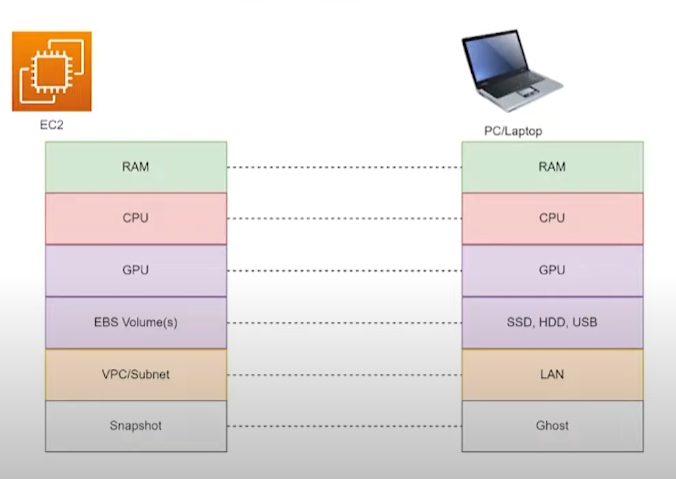 EC2
PC/Laptop
RAM
RAM
CPU
CPU
GPU
GPU
EBS Volume(s)
SSD, HDD, USB
VPC/Subnet
LAN
Snapshot
Ghost